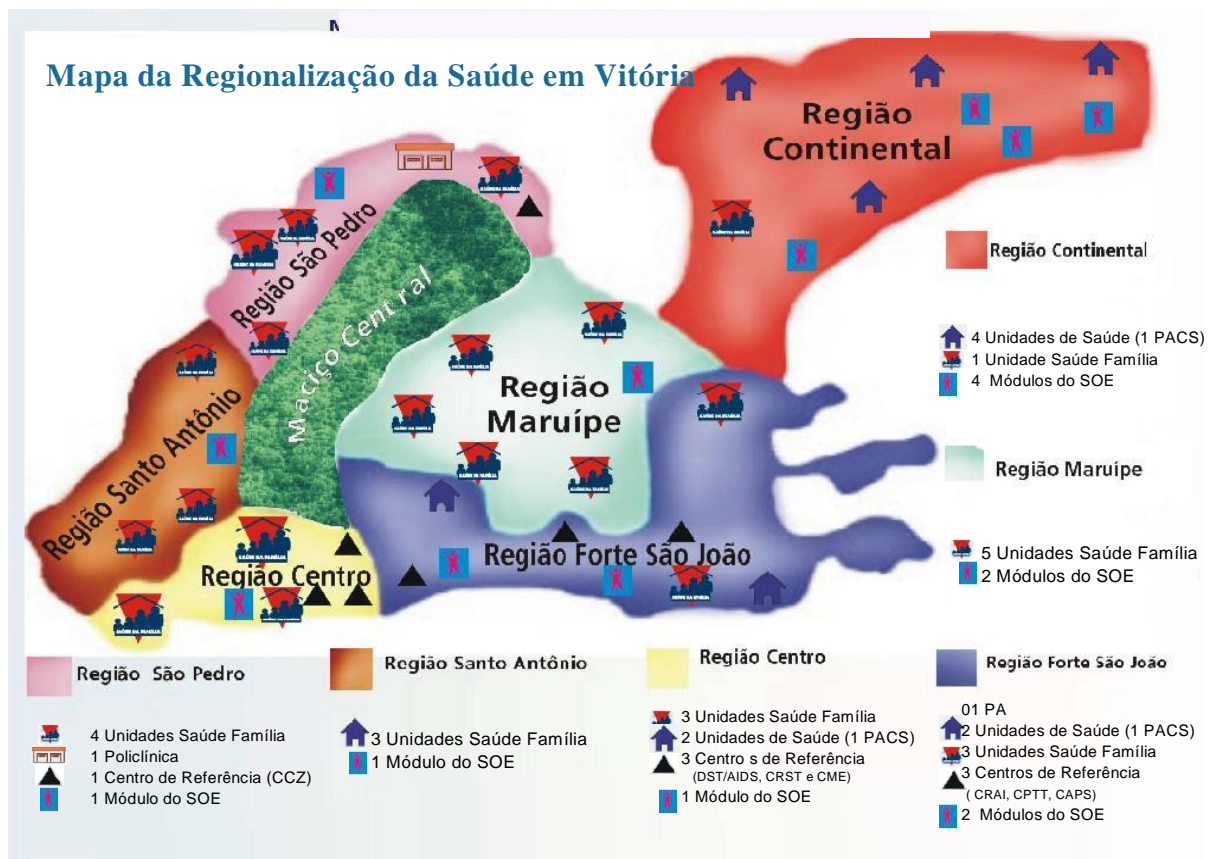 Mapa da Regionalização da Saúde em Vitória
Região
Continental
Região São Pedro
Maciço Central
Região
Maruípe
Região Santo Antônio
Região Centro
Região Forte São João
Região Continental
4 Unidades de Saúde (1 PACS)
1 Unidade Saúde Família
4 Módulos do SOE
Região Maruípe
5 Unidades Saúde Família
2 Módulos do SOE
Região São Pedro
4 Unidades Saúde Família
1 Policlínica
1 Centro de Referência (CCZ)
1 Módulo do SOE
Região Santo Antônio
3 Unidades Saúde Família
1 Módulo do SOE
Região Centro
3 Unidades Saúde Família
2 Unidades de Saúde (1 PACS)
3 Centro s de Referência
(DST/AIDS, CRST e CME)
1 Módulo do SOE
Região Forte São João
01 PA
2 Unidades de Saúde (1 PACS)
3 Unidades Saúde Família
3 Centros de Referência
( CRAI, CPTT, CAPS)
2 Módulos do SOE